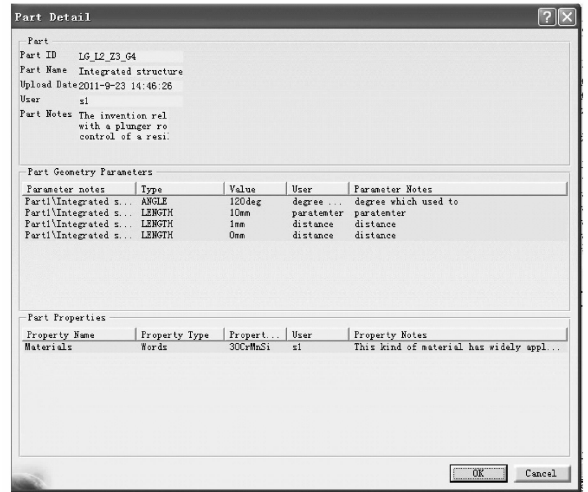 Part Detail
Part
Part ID LG_L2_Z3_G4
Part Name Integrated structure
Upload Date 2011-9-23 14:46:26
User s1
Part Notes The invention rel
with a plunger ro
control of a resi
Part Geometry Parameters
Parameter notes Type Value User Parameter Notes
Part1\Integrated s... ANGLE 120deg degree ... degree which used to
Part1\Integrated s... LENGTH 10mm paratemter paratemter
Part1\Integrated s... LENGTH 1mm distance distance
Part1\Integrated s... LENGTH 0mm distance distance
Part Properties
Property Name Property Type Propert... User Property Notes
Materials Words 30CrMnSi s1 This kind of material has widely appl...
OK Cancel